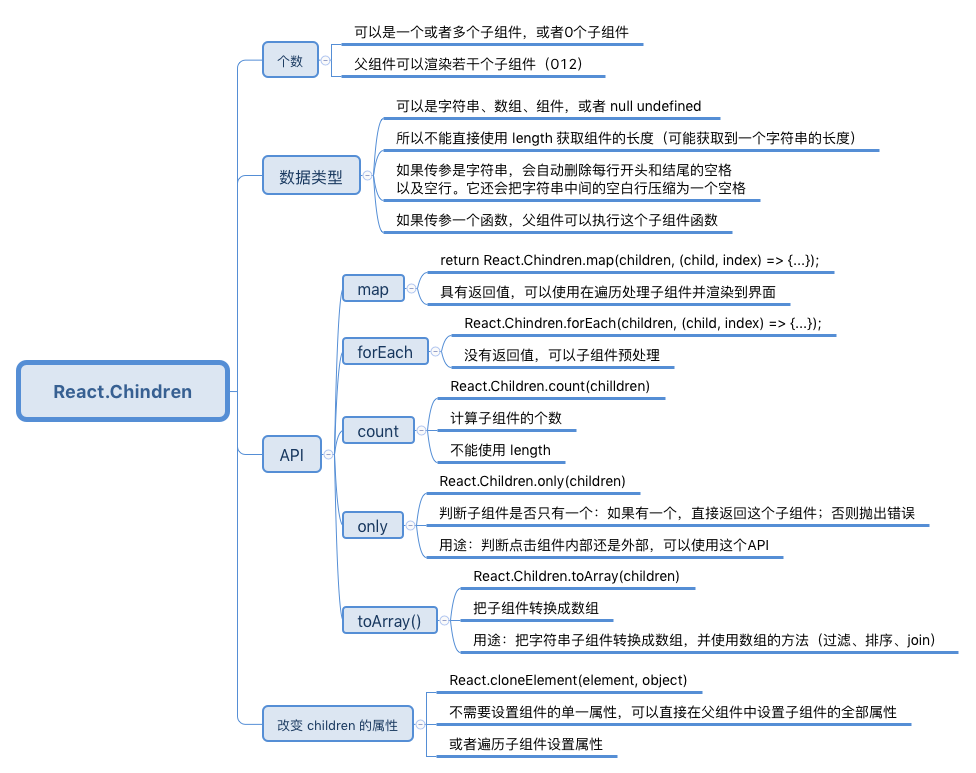 React.Chindren
个数
可以是一个或者多个子组件，或者0个子组件
父组件可以渲染若干个子组件（012）
数据类型
可以是字符串、数组、组件，或者 null undefined
所以不能直接使用 length 获取组件的长度（可能获取到一个字符串的长度）
如果传参是字符串，会自动删除每行开头和结尾的空格
以及空行。它还会把字符串中间的空白行压缩为一个空格
如果传参一个函数，父组件可以执行这个子组件函数
API
map
return React.Chindren.map(children, (child, index) => {...});
具有返回值，可以使用在遍历处理子组件并渲染到界面
forEach
React.Chindren.forEach(children, (child, index) => {...});
没有返回值，可以子组件预处理
count
React.Children.count(chilldren)
计算子组件的个数
不能使用 length
only
React.Children.only(children)
判断子组件是否只有一个：如果有一个，直接返回这个子组件；否则抛出错误
用途：判断点击组件内部还是外部，可以使用这个API
toArray()
React.Children.toArray(children)
把子组件转换成数组
用途：把字符串子组件转换成数组，并使用数组的方法（过滤、排序、join）
改变 children 的属性
React.cloneElement(element, object)
不需要设置组件的单一属性，可以直接在父组件中设置子组件的全部属性
或者遍历子组件设置属性